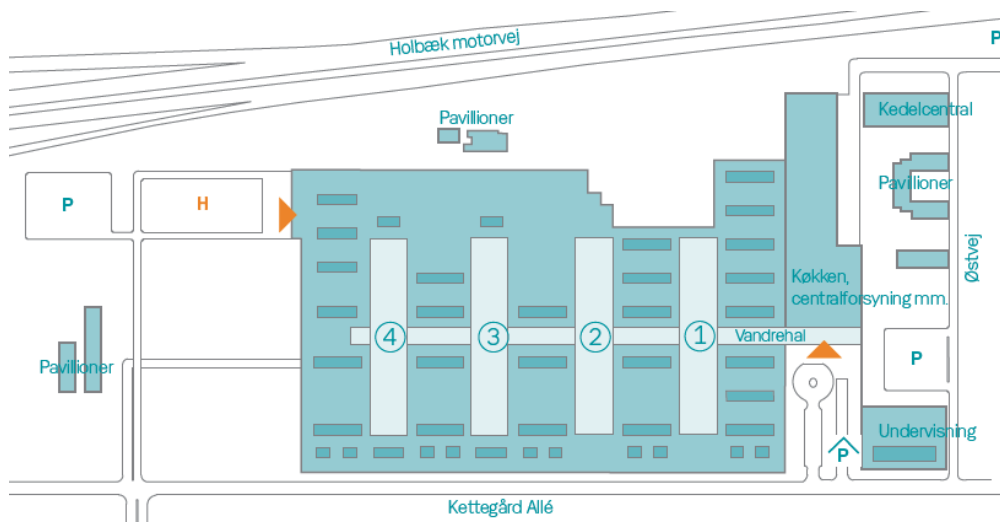 Holbæk motorvej
P
Pavillioner
Kedelcentral
Pavillioner
P
H
Østvej
Køkken,
centralforsyning mm.
4
3
2
1
Vandrehal
P
Pavillioner
Undervisning
P
Kettegård Allé